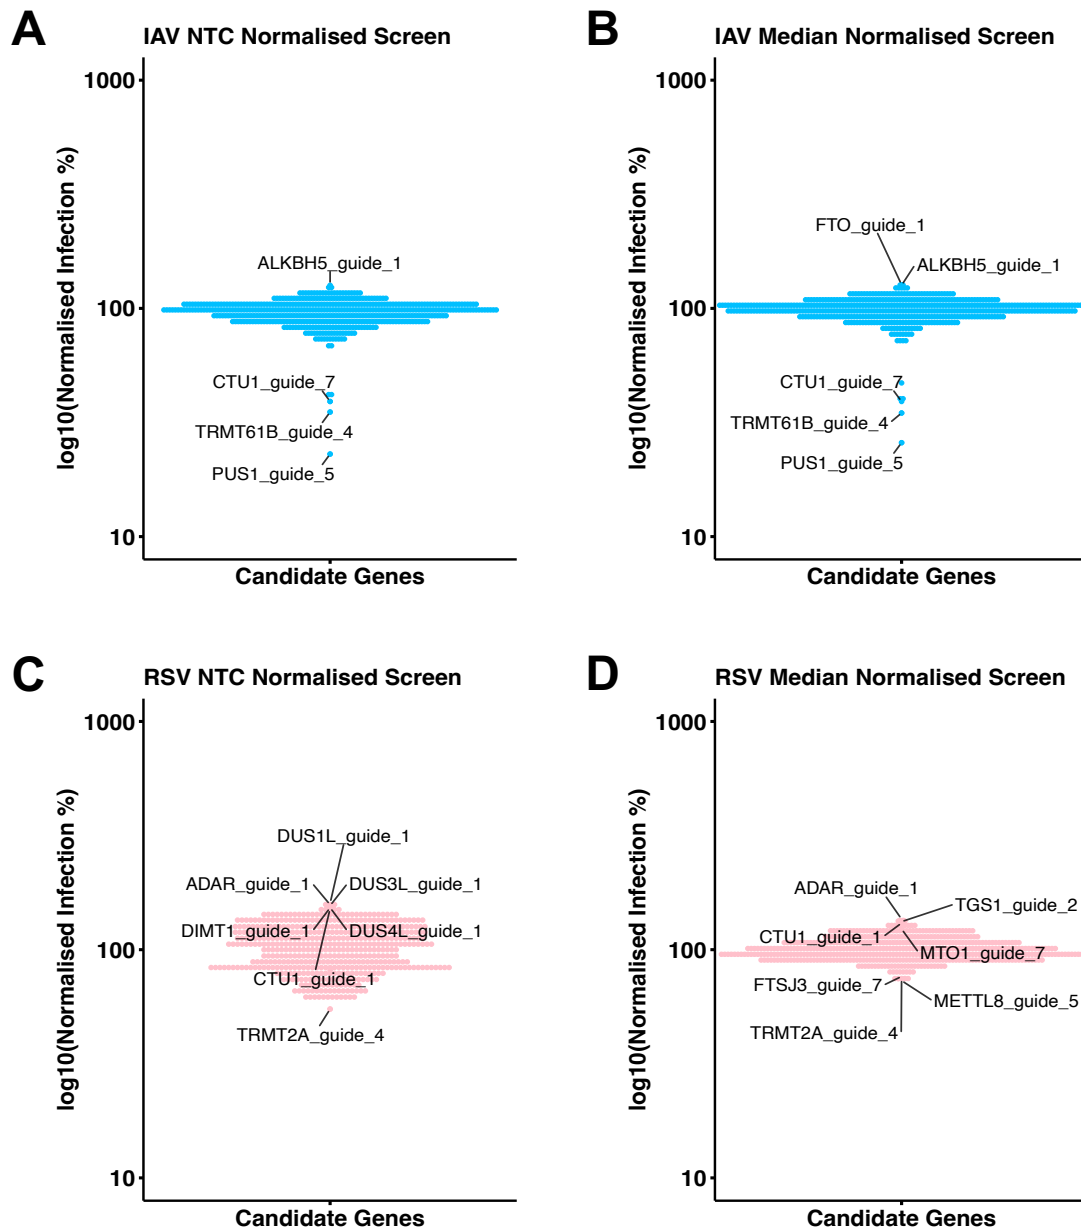 A
IAV NTC Normalised Screen
log10(Normalised Infection %)
1000
100
10
ALKBH5_guide_1
CTU1_guide_7
TRMT61B_guide_4
PUS1_guide_5
Candidate Genes
B
IAV Median Normalised Screen
log10(Normalised Infection %)
1000
100
10
FTO_guide_1
ALKBH5_guide_1
CTU1_guide_7
TRMT61B_guide_4
PUS1_guide_5
Candidate Genes
C
RSV NTC Normalised Screen
log10(Normalised Infection %)
1000
100
10
DUS1L_guide_1
ADAR_guide_1
DUS3L_guide_1
DIMT1_guide_1
DUS4L_guide_1
CTU1_guide_1
TRMT2A_guide_4
Candidate Genes
D
RSV Median Normalised Screen
log10(Normalised Infection %)
1000
100
10
ADAR_guide_1
TGS1_guide_2
CTU1_guide_1
MTO1_guide_7
FTSJ3_guide_7
METTL8_guide_5
TRMT2A_guide_4
Candidate Genes